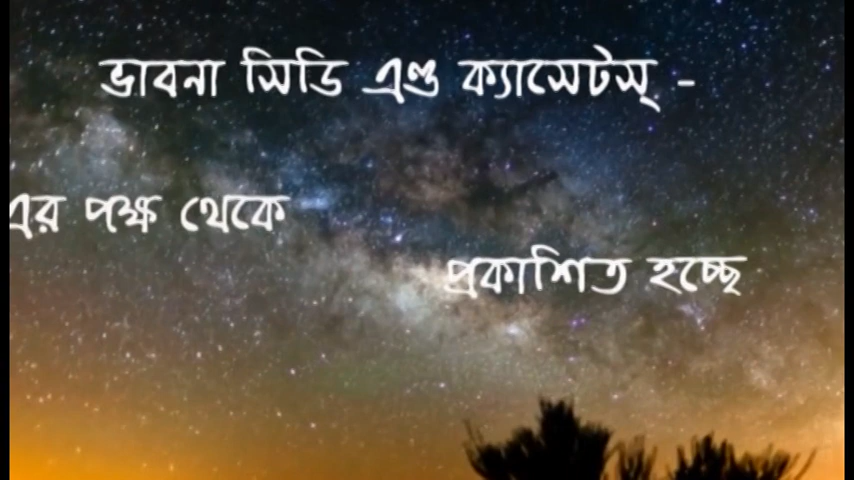 ভাবনা সিডি এণ্ড ক্যাসেটস্ -
এর পক্ষ থেকে
প্রকাশিত হচ্ছে